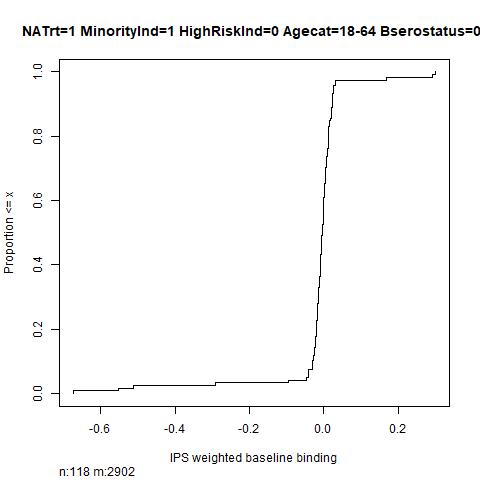 NATrt=1 MinorityInd=1 HighRiskInd=0 Agecat=18-64 Bserostatus=0
1.0
0.8
0.6
0.4
0.2
0.0
Proportion <= x
-0.6
-0.4
-0.2
0.0
0.2
IPS weighted baseline binding
n:118 m:2902